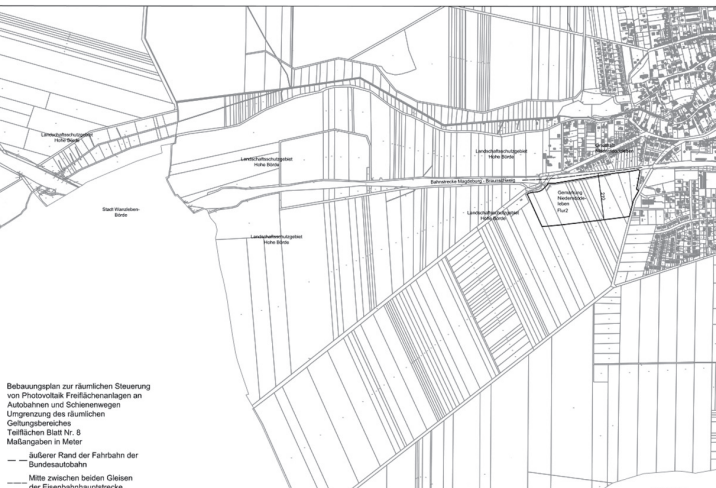 Landschaftsschutzgebiet
Hohe Börde
Landschaftsschutzgebiet
Hohe Börde
Landschaftsschutzgebiet
Hohe Börde
Bahnstrecke Magdeburg - Braunschweig
Gemarkung
Flur2
Stadt Wanzleben-
Börde
Landschaftsschutzgebiet
Hohe Börde
Landschaftsschutzgebiet
Hohe Börde
Bebauungsplan zur räumlichen Steuerung
von Photovoltaik Freiflächenanlagen an
Autobahnen und Schienenwegen
Umgrenzung des räumlichen
Geltungsbereiches
Teilflächen Blatt Nr. 8
Maßangaben in Meter
äußerer Rand der Fahrbahn der
Bundesautobahn
Mitte zwischen beiden Gleisen
der Eisenbahnhauptstrecke